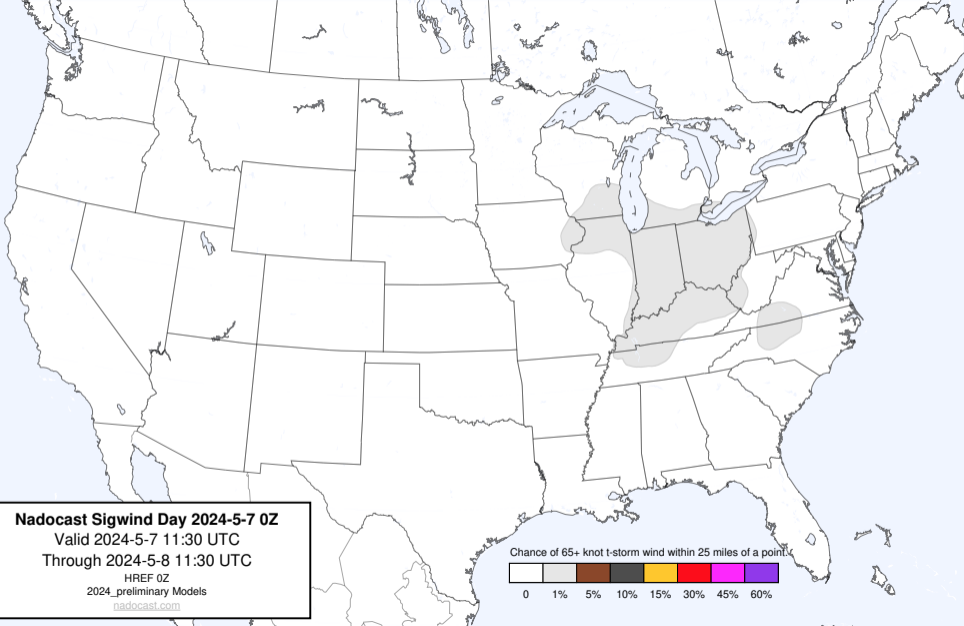 Nadocast Sigwind Day 2024-5-7 0Z
Valid 2024-5-7 11:30 UTC
Through 2024-5-8 11:30 UTC
HREF 0Z
2024_preliminary Models
nadocast.com
Chance of 65+ knot t-storm wind within 25 miles of a point.
0 1% 5% 10% 15% 30% 45% 60%